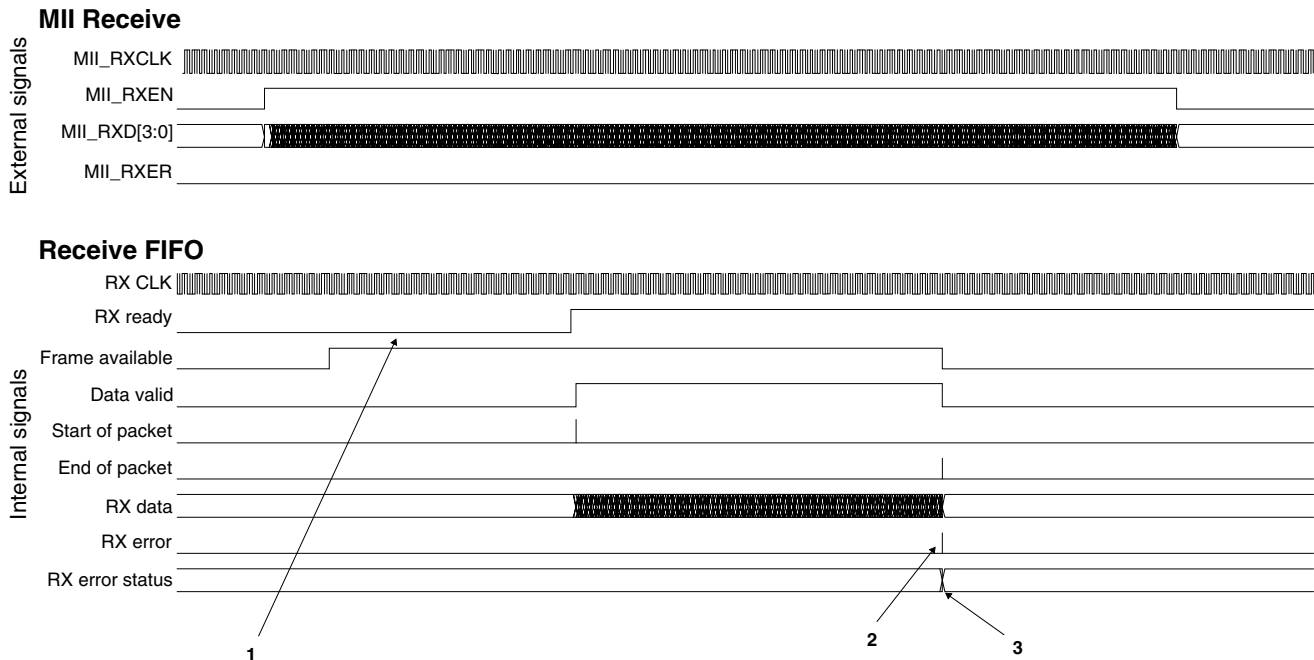 MII Receive
External signals
MII_RXCLK
MII_RXEN
MII_RXD[3:0]
MII_RXER
Receive FIFO
Internal signals
RX CLK
RX ready
Frame available
Data valid
Start of packet
End of packet
RX data
RX error
RX error status
1
2
3